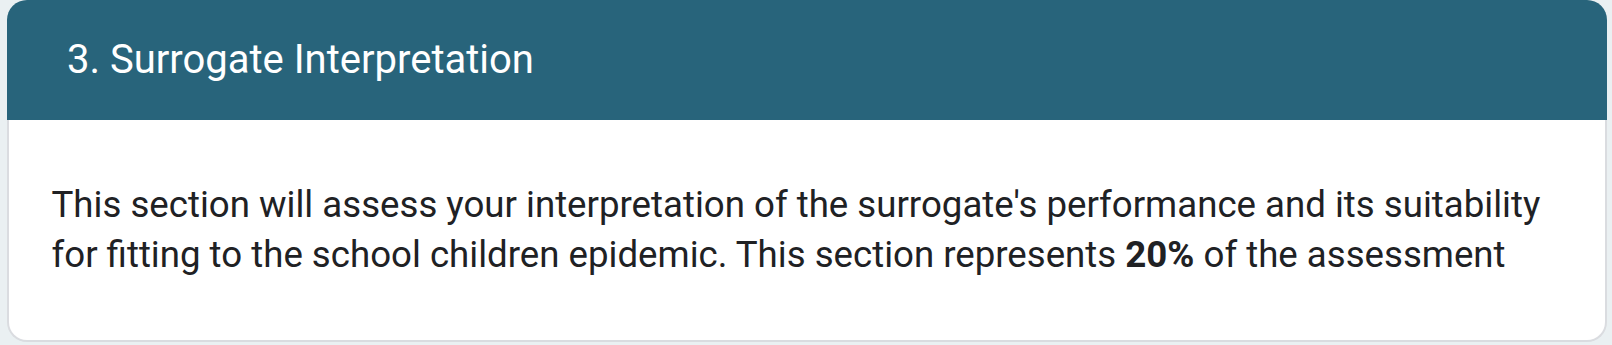 3. Surrogate Interpretation
This section will assess your interpretation of the surrogate's performance and its suitability
for fitting to the school children epidemic. This section represents 20% of the assessment